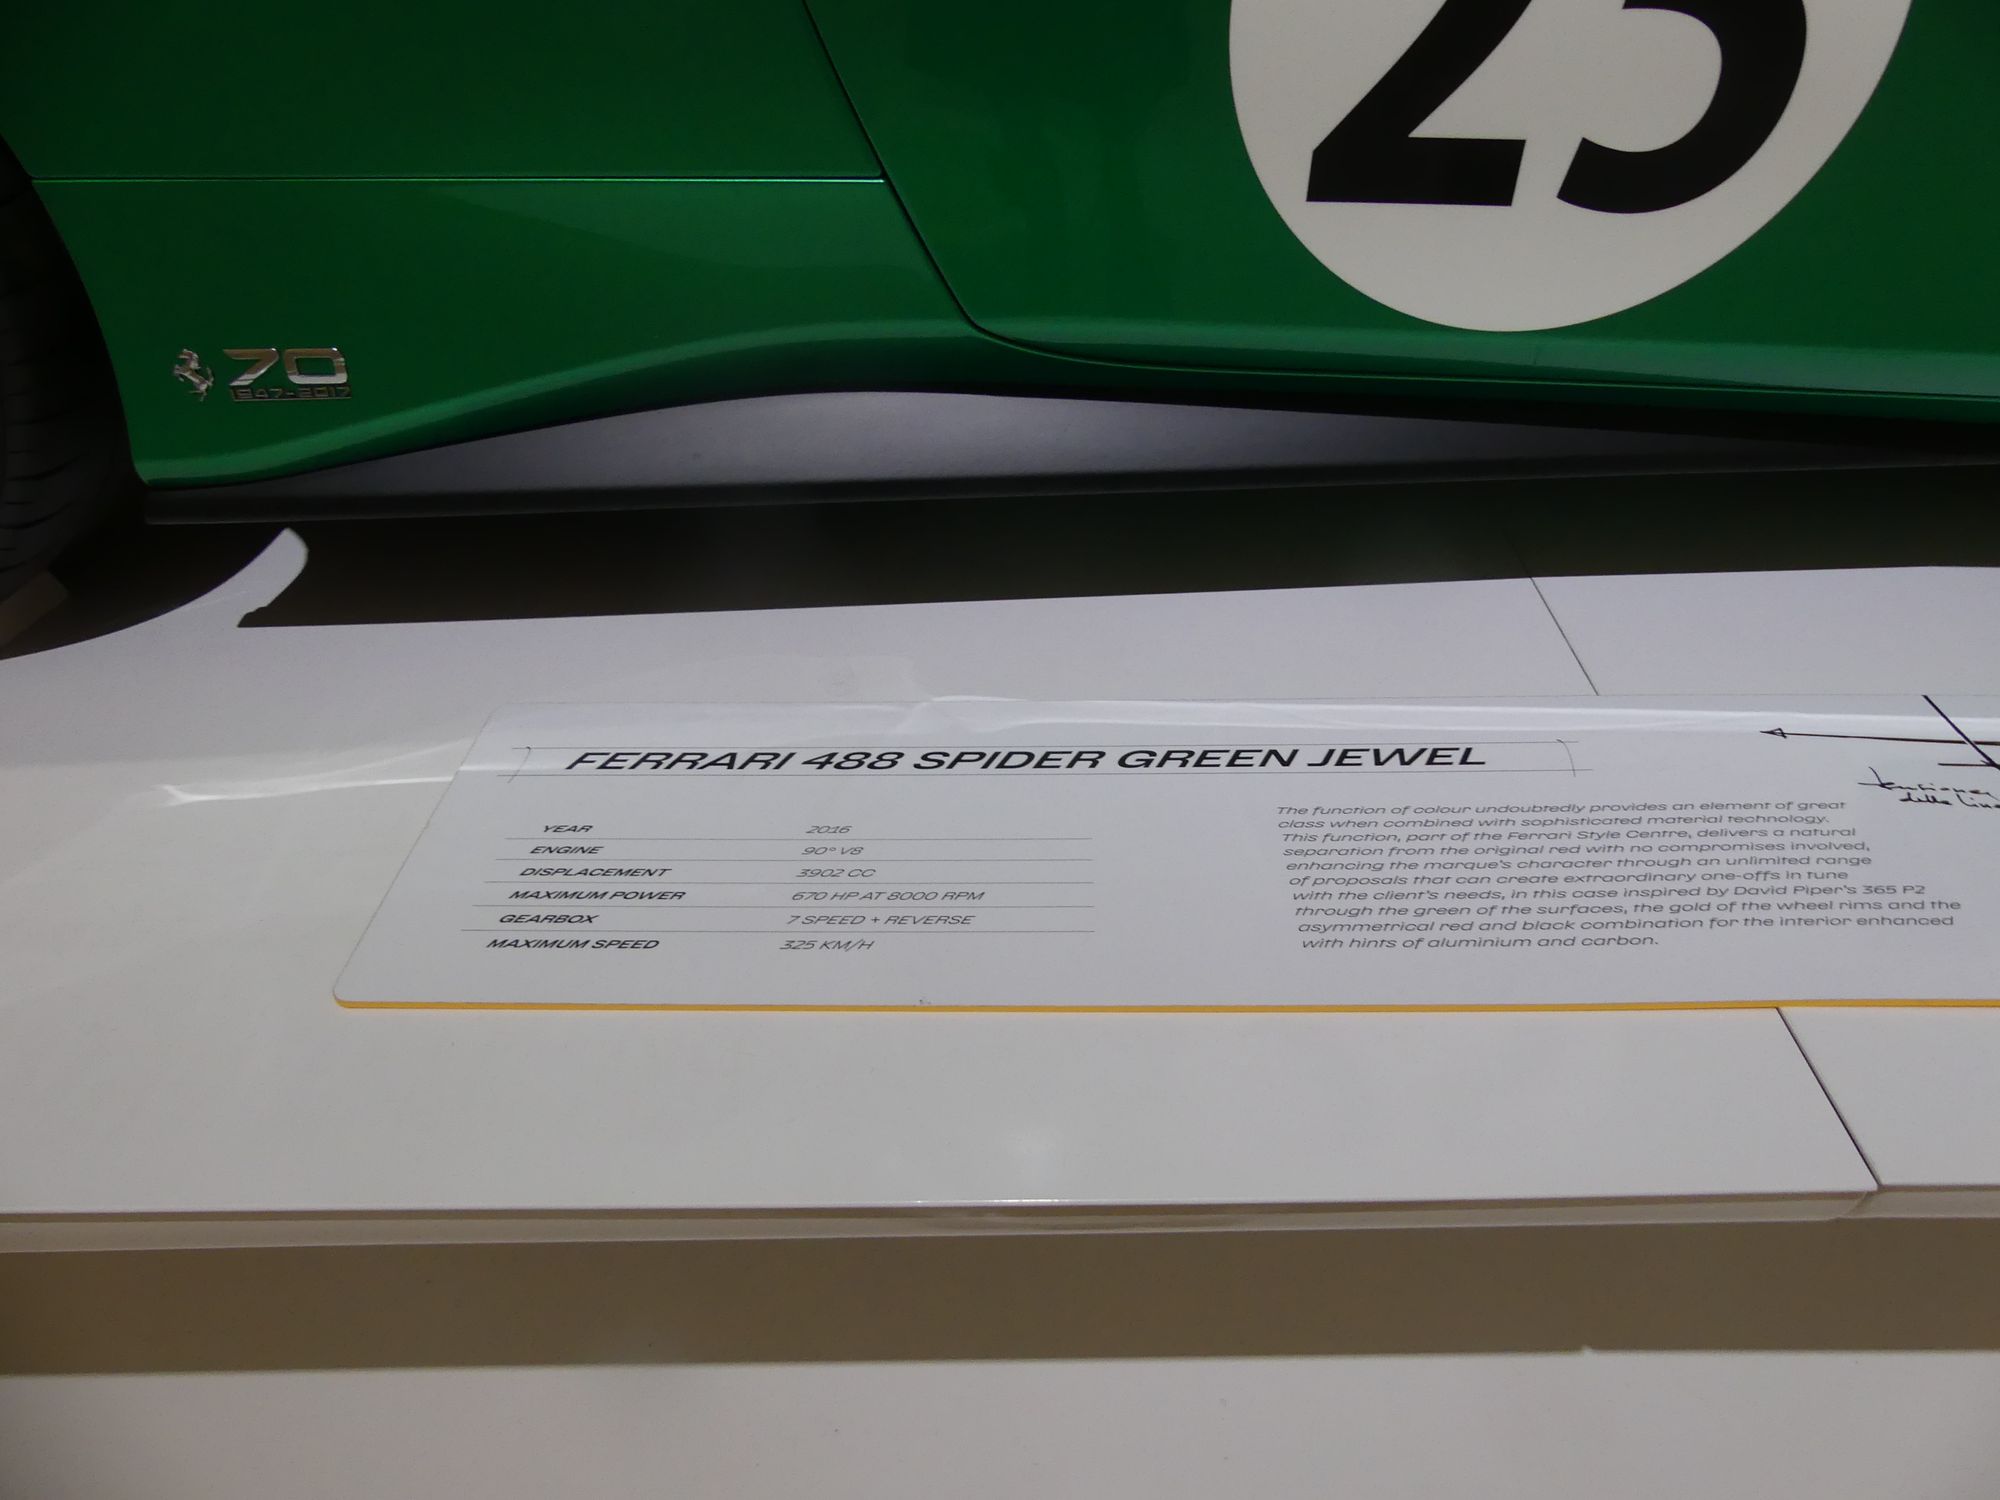 25
70
1947-2017
FERRARI 488 SPIDER GREEN JEWEL
YEAR 2016
ENGINE 90° V8
DISPLACEMENT 3902 CC
MAXIMUM POWER 670 HP AT 8000 RPM
GEARBOX 7 SPEED + REVERSE
MAXIMUM SPEED 325 KM/H
The function of colour undoubtedly provides an element of great
class when combined with sophisticated material technology.
This function, part of the Ferrari Style Centre, delivers a natural
separation from the original red with no compromises involved,
enhancing the marque's character through an unlimited range
of proposals that can create extraordinary one-offs in tune
with the client's needs, in this case inspired by David Piper's 365 P2
through the green of the surfaces, the gold of the wheel rims and the
asymmetrical red and black combination for the interior enhanced
with hints of aluminium and carbon.